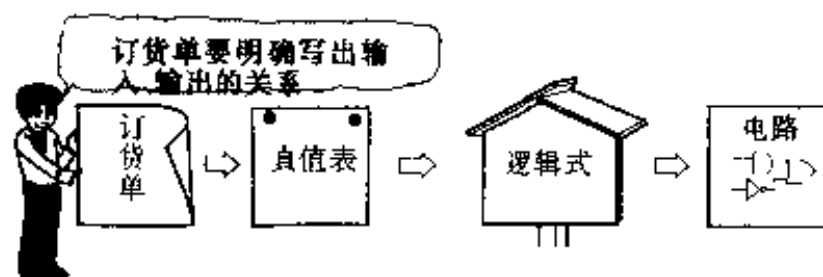 订货单要明确写出输
入 输出的关系
订
货
单
真值表
逻辑式
电路